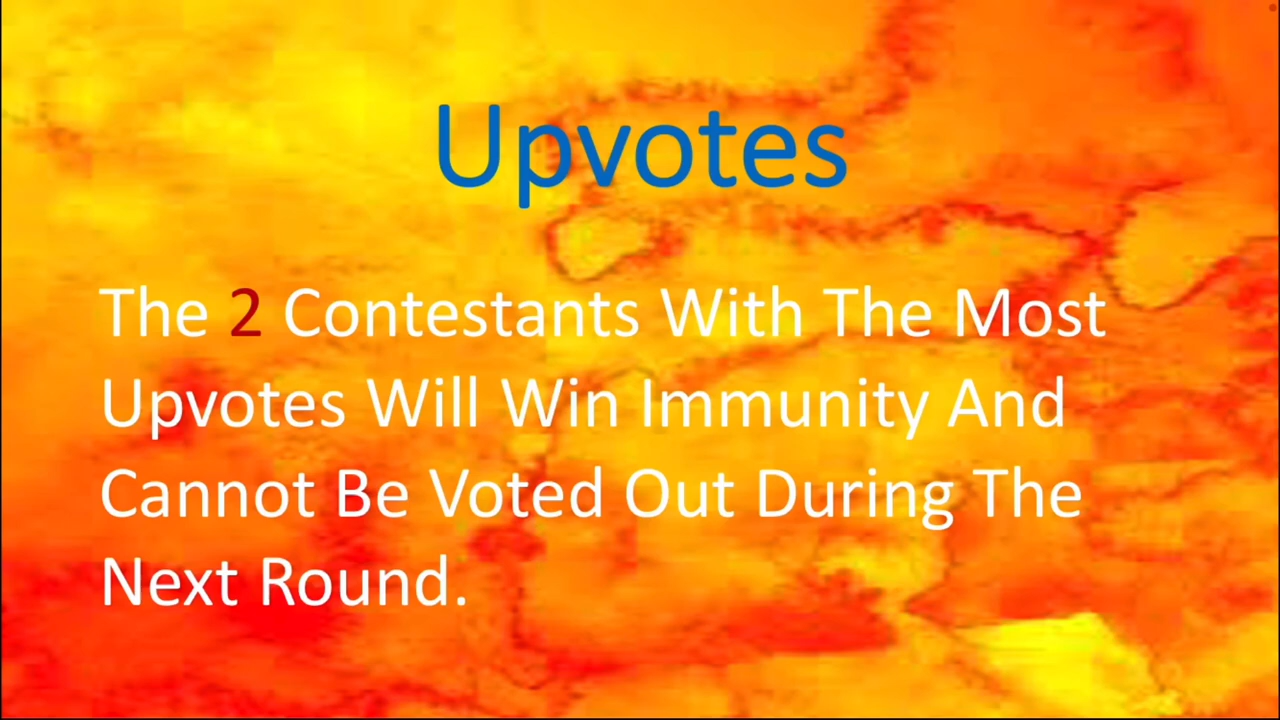 Upvotes
The 2 Contestants With The Most
Upvotes Will Win Immunity And
Cannot Be Voted Out During The
Next Round.